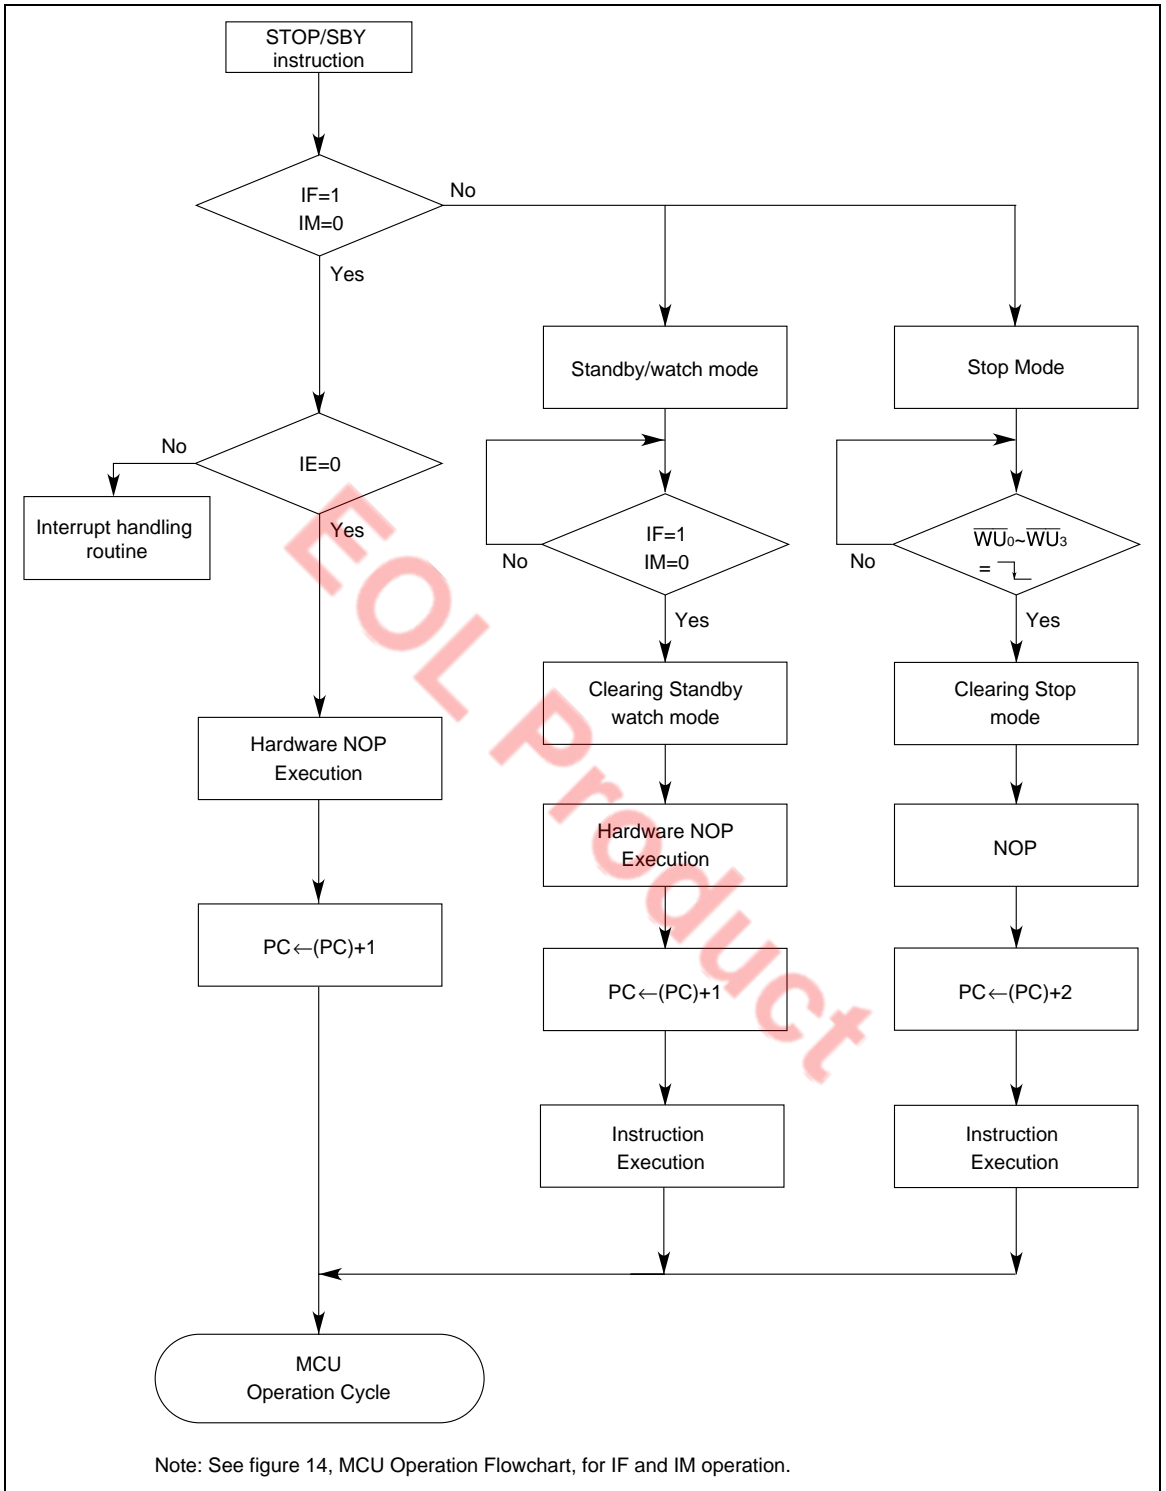 STOP/SBY
instruction
IF=1
IM=0
No
Yes
Standby/watch mode
Stop Mode
IE=0
No
Yes
Interrupt handling
routine
IF=1
IM=0
No
Yes
W̅U̅₀~W̅U̅₃
=
No
Yes
Clearing Standby
watch mode
Clearing Stop
mode
Hardware NOP
Execution
Hardware NOP
Execution
NOP
PC←(PC)+1
PC←(PC)+1
PC←(PC)+2
Instruction
Execution
Instruction
Execution
MCU
Operation Cycle
EOL Product
Note: See figure 14, MCU Operation Flowchart, for IF and IM operation.